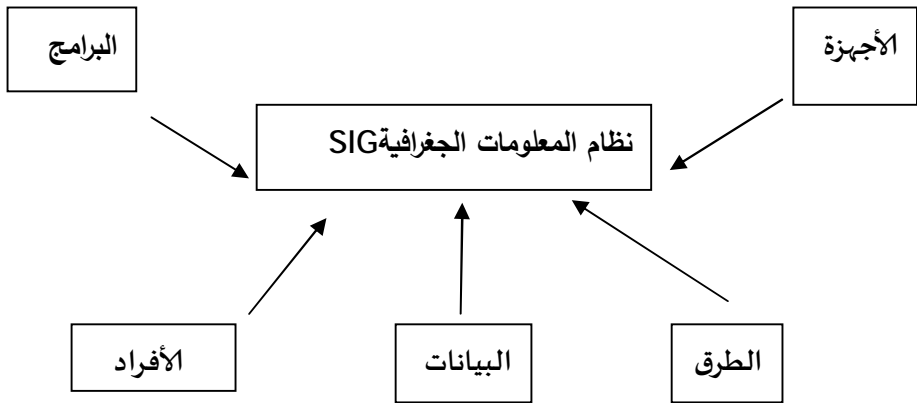 الأجهزة
البرامج
نظام المعلومات الجغرافيةSIG
الطرق
البيانات
الأفراد